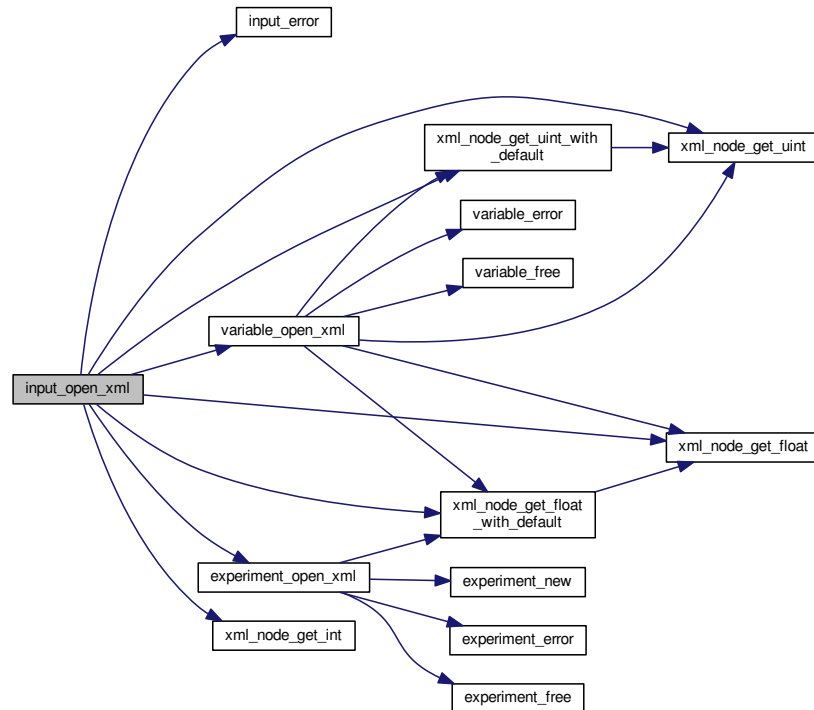 input_error
xml_node_get_uint_with
_default
xml_node_get_uint
variable_error
variable_free
variable_open_xml
input_open_xml
xml_node_get_float
xml_node_get_float
_with_default
experiment_open_xml
experiment_new
xml_node_get_int
experiment_error
experiment_free